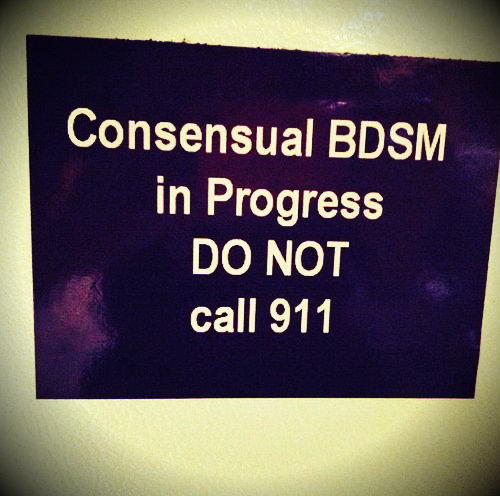 Consensual BDSM
in Progress
DO NOT
call 911